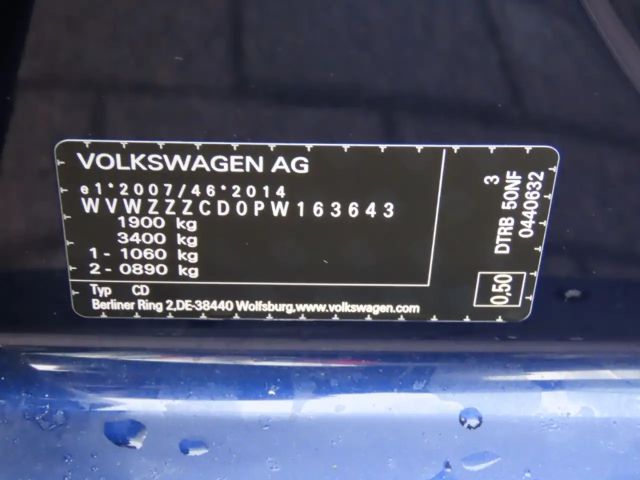 VOLKSWAGEN AG
e1*2007/46*2014
WVWZZZCD0PW163643
1900 kg
3400 kg
1 - 1060 kg
2 - 0890 kg
Typ CD
Berliner Ring 2,DE-38440 Wolfsburg,www.volkswagen.com
3
DTRB 50NF
0440632
0,50